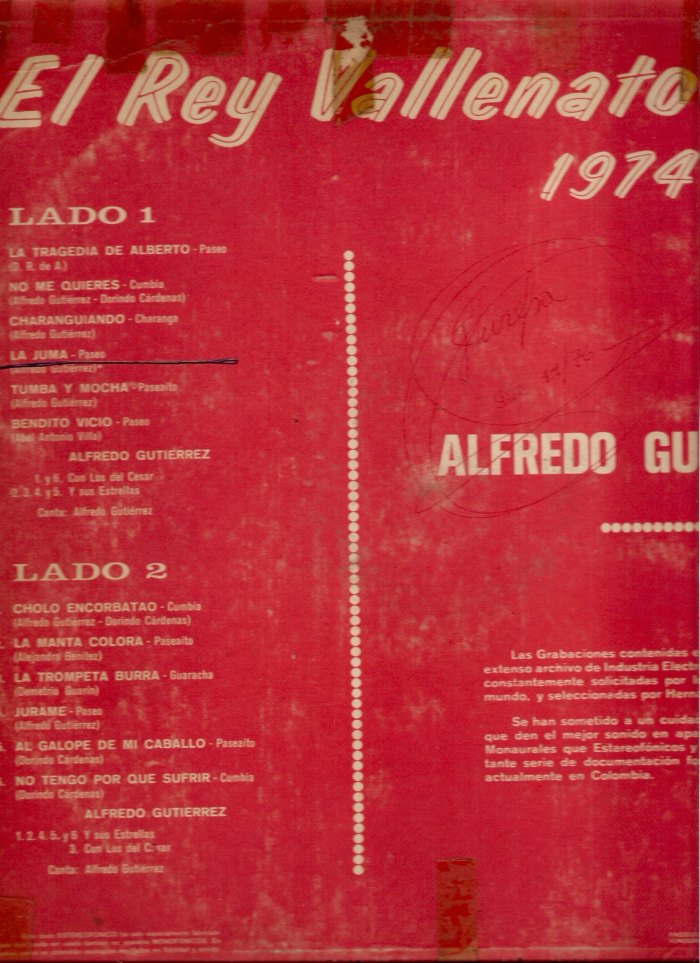 El Rey Vallenato
1974
LADO 1
LA TRAGEDIA DE ALBERTO - Paseo
(D. R. de A.)
NO ME QUIERES - Cumbia
(Alfredo Gutiérrez - Dorindo Cárdenas)
CHARANGUIANDO - Charanga
(Alfredo Gutiérrez)
LA JUMA - Paseo
Gutiérrez)
TUMBA Y MOCHA - Paseaito
(Alfredo Gutiérrez)
BENDITO VICIO - Paseo
(Abel Antonio Villa)
ALFREDO GUTIERREZ
1. y 6. Con Los del Cesar
2. 3. 4. y 5. Y sus Estrellas
Canta: Alfredo Gutiérrez
ALFREDO GU
LADO 2
CHOLO ENCORBATAO - Cumbia
(Alfredo Gutiérrez - Dorindo Cárdenas)
LA MANTA COLORA - Paseaito
(Alejandro Benitez)
LA TROMPETA BURRA - Guaracha
(Demetrio Guarín)
JURAME - Paseo
(Alfredo Gutiérrez)
AL GALOPE DE MI CABALLO - Paseaito
(Dorindo Cárdenas)
NO TENGO POR QUE SUFRIR - Cumbia
(Dorindo Cárdenas)
ALFREDO GUTIERREZ
1. 2. 4. 5. y 6 Y sus Estrellas
3. Con Los del Cesar
Canta: Alfredo Gutiérrez
Las Grabaciones contenidas
extenso archivo de Industria Elect
constantemente solicitadas por
mundo, y seleccionadas por Hern
Se han sometido a un cuida
que den el mejor sonido en apa
Monaurales que Estereofónicos y
tante serie de documentación fo
actualmente en Colombia.